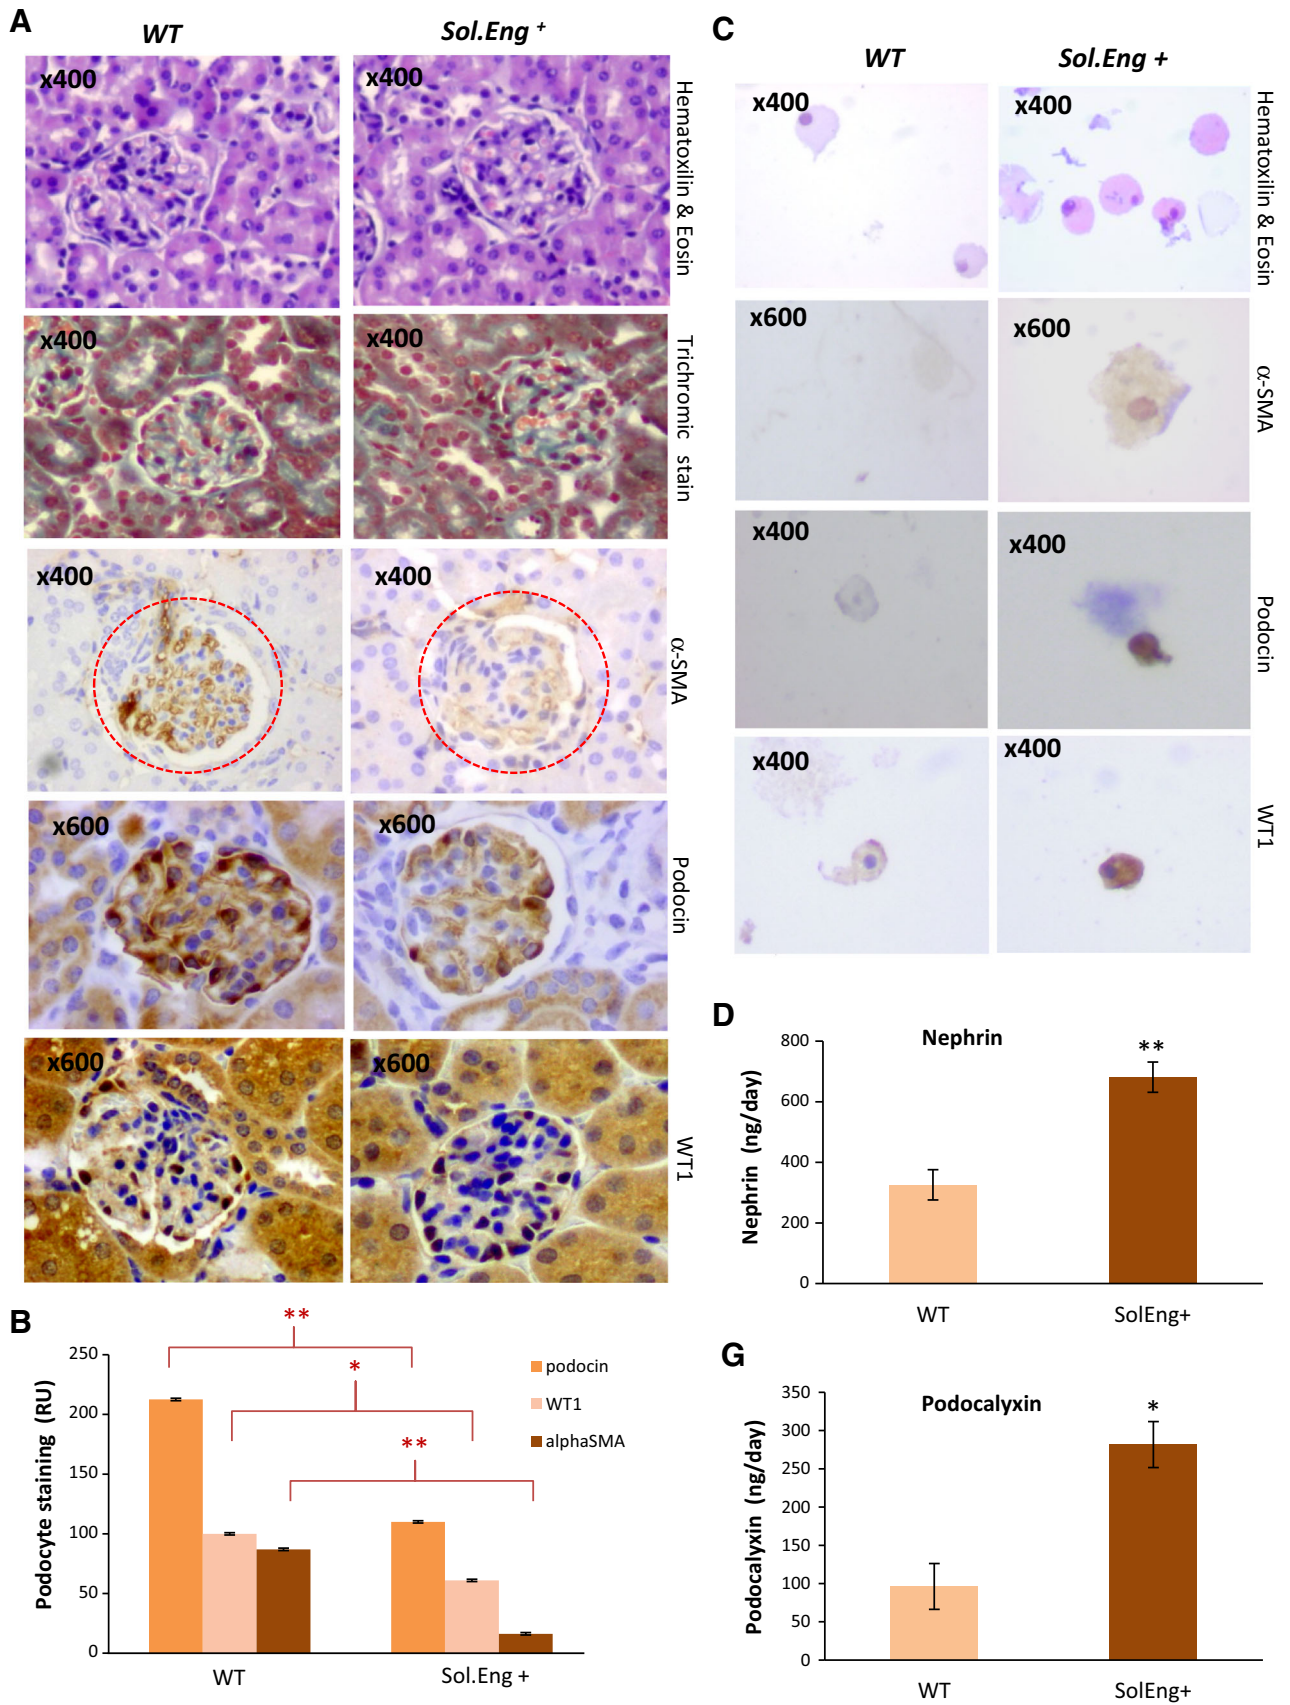 A
WT
Sol.Eng +
x400
x400
Hematoxilin & Eosin
x400
x400
Trichromic stain
x400
x400
α-SMA
x600
x600
Podocin
x600
x600
WT1
B
**
*
**
podocin
WT1
alphaSMA
Podocyte staining (RU)
250
200
150
100
50
0
WT
Sol.Eng +
C
WT
Sol.Eng +
x400
x400
Hematoxilin & Eosin
x600
x600
α-SMA
x400
x400
Podocin
x400
x400
WT1
D
Nephrin
**
Nephrin (ng/day)
800
600
400
200
0
WT
SolEng+
G
Podocalyxin
*
Podocalyxin (ng/day)
350
300
250
200
150
100
50
0
WT
SolEng+